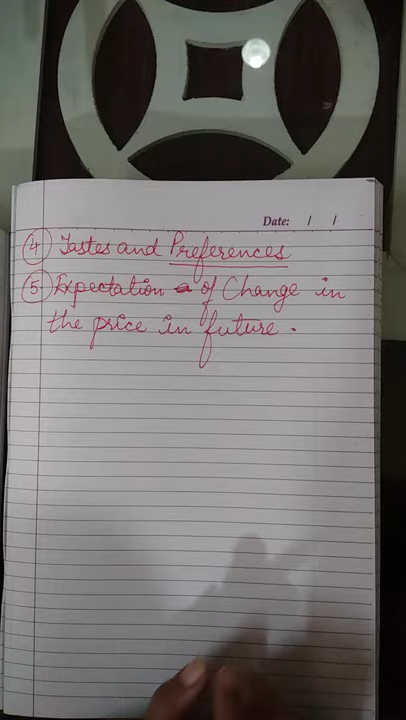 Date: / /
④ Tastes and Preferences
⑤ Expectation of Change in
the price in future.